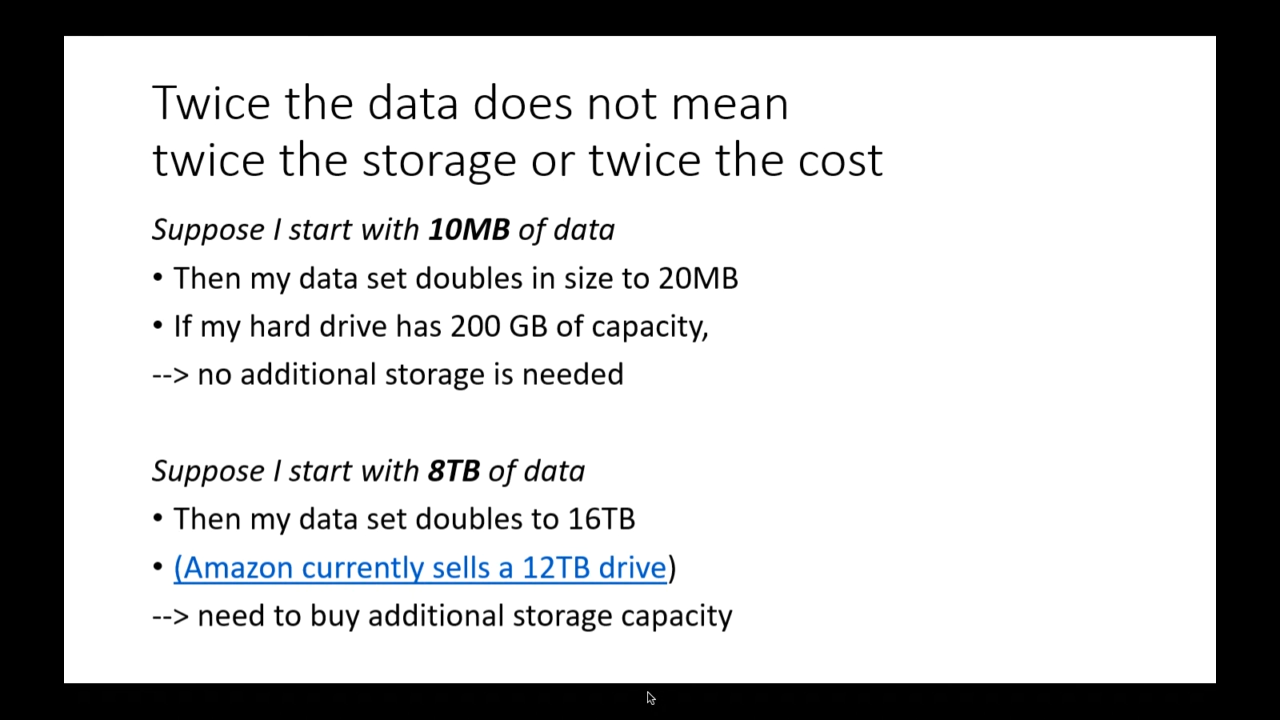 Twice the data does not mean
twice the storage or twice the cost
Suppose I start with 10MB of data
• Then my data set doubles in size to 20MB
• If my hard drive has 200 GB of capacity,
--> no additional storage is needed
Suppose I start with 8TB of data
• Then my data set doubles to 16TB
• (Amazon currently sells a 12TB drive)
--> need to buy additional storage capacity